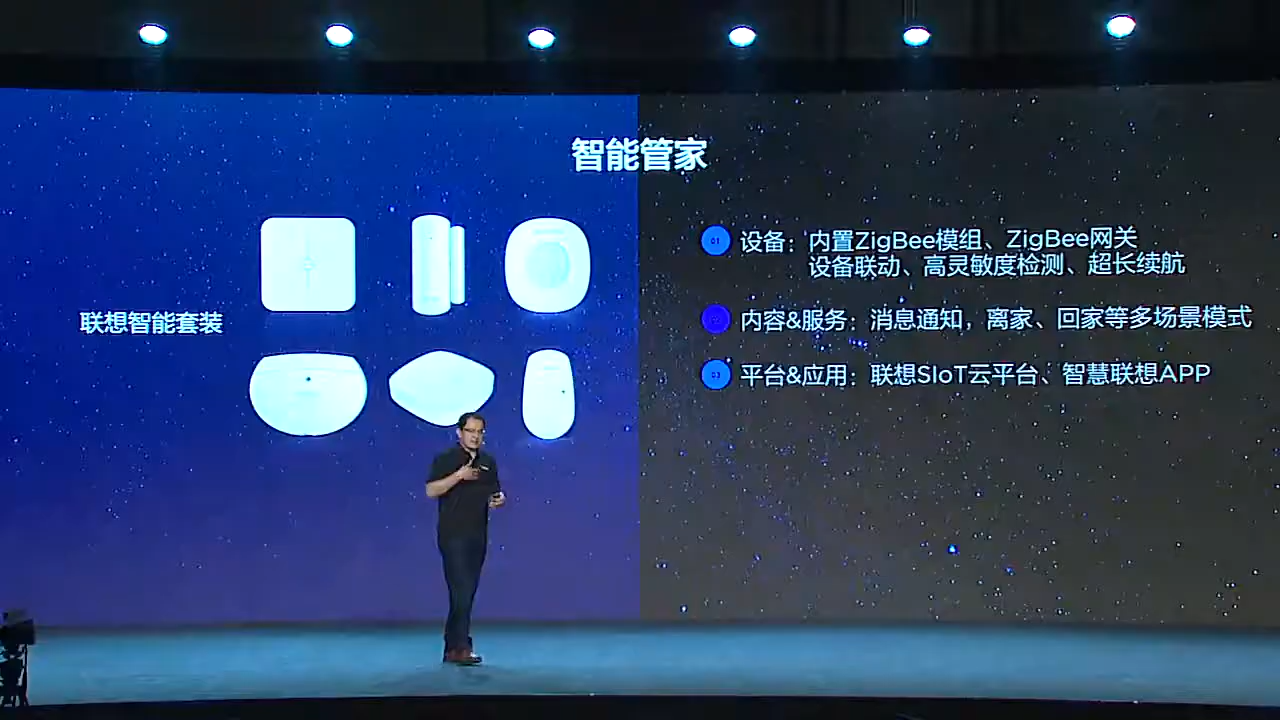 智能管家
联想智能套装
01 设备：内置ZigBee模组、ZigBee网关
设备联动、高灵敏度检测、超长续航
内容&服务：消息通知，离家、回家等多场景模式
03 平台&应用：联想SIoT云平台、智慧联想APP